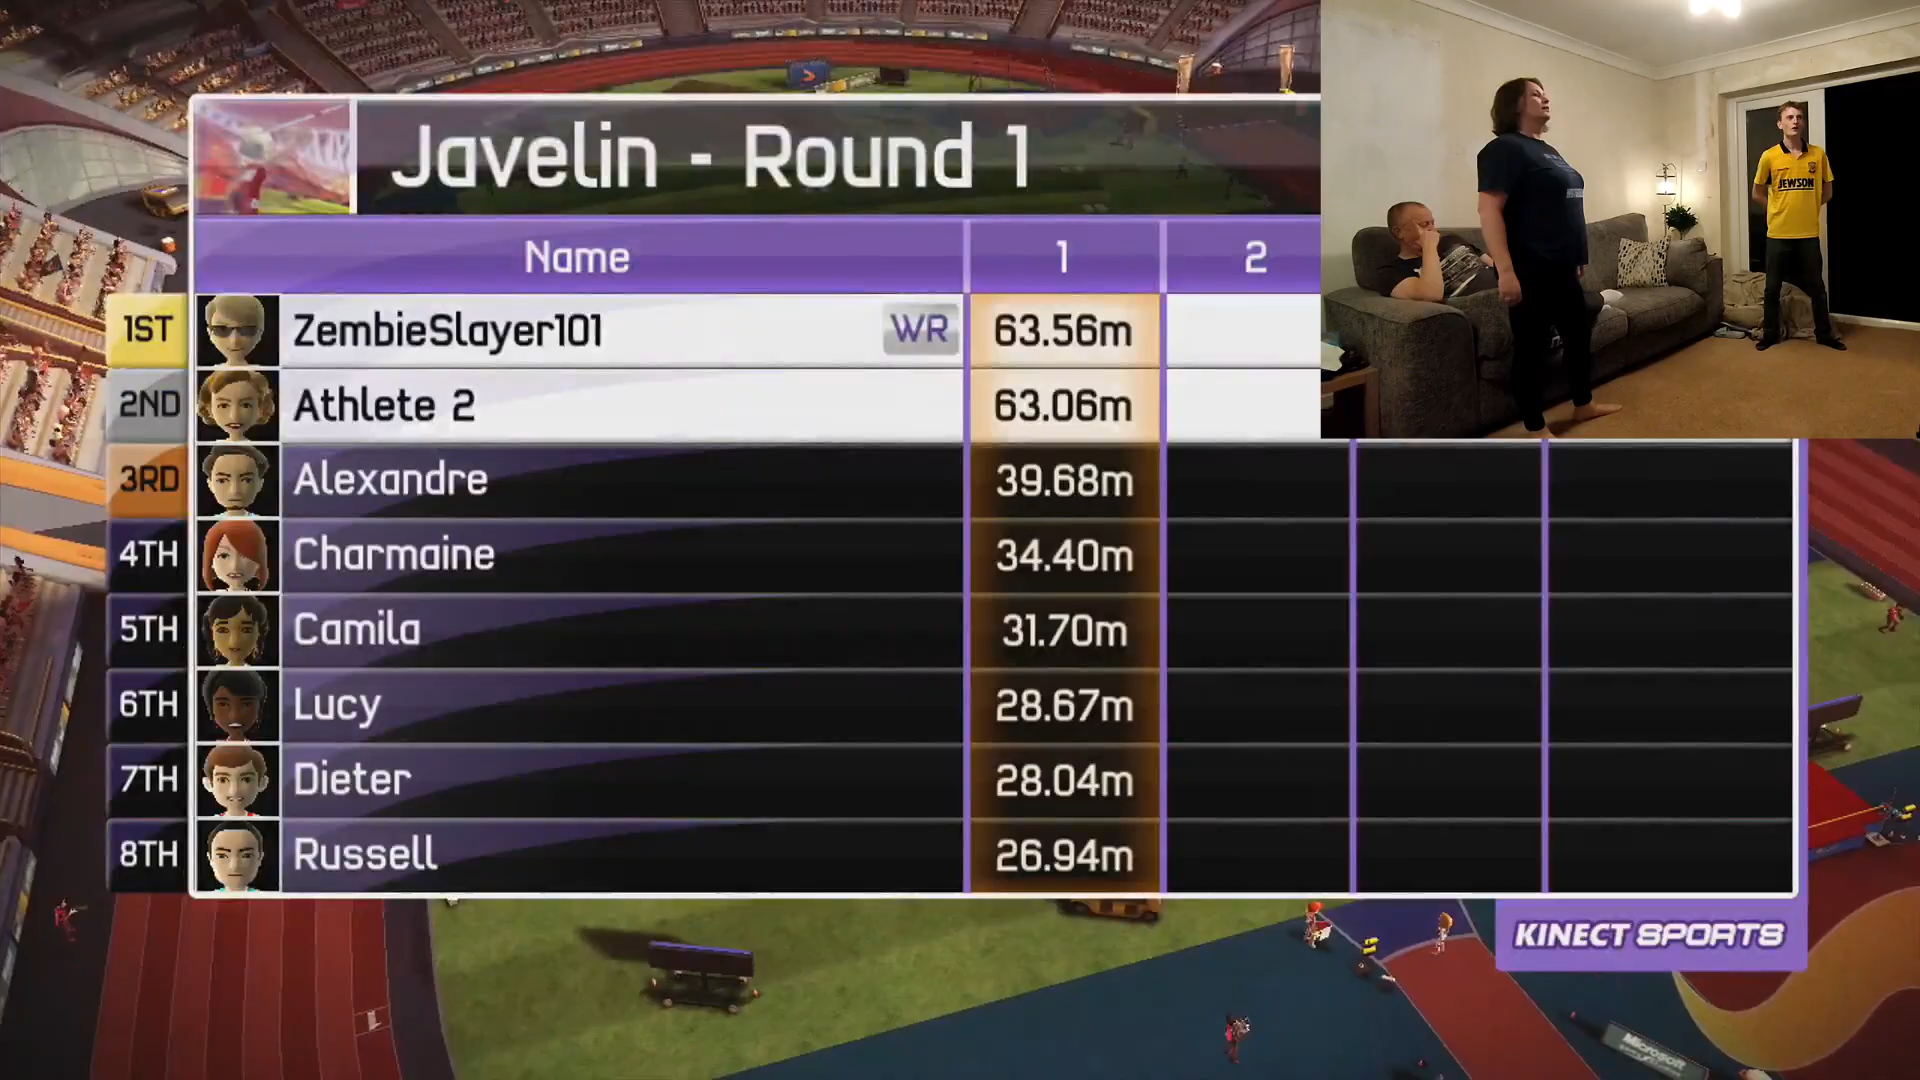 Javelin - Round 1
Name 1 2
1ST ZembieSlayer101 WR 63.56m
2ND Athlete 2 63.06m
3RD Alexandre 39.68m
4TH Charmaine 34.40m
5TH Camila 31.70m
6TH Lucy 28.67m
7TH Dieter 28.04m
8TH Russell 26.94m
KINECT SPORTS
JEWSON
1
Microsoft